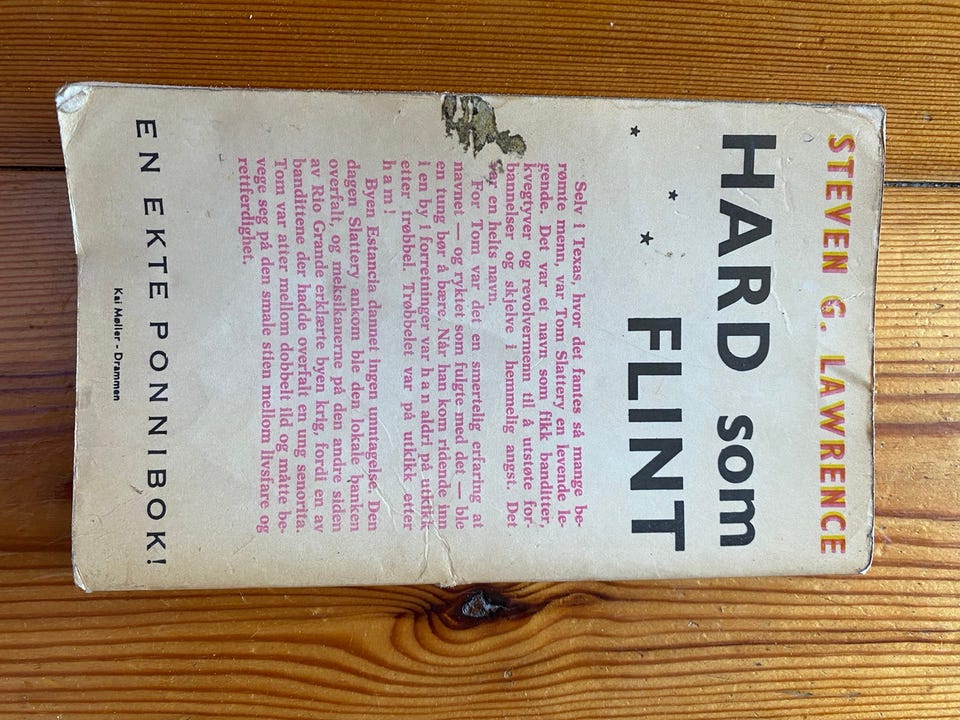 STEVEN G. LAWRENCE
HARD som
FLINT
Selv i Texas, hvor det fantes så mange be-
rømte menn, var Tom Slattery en levende le-
gende. Det var et navn som fikk banditter,
kvegtyver og revolvermenn til å utstøte for-
bannelser og skjelve i hemmelig angst. Det
var en helts navn.
For Tom var det en smertelig erfaring at
navnet — og ryktet som fulgte med det — ble
en tung bør å bære. Når han kom ridende inn
i en by i forretninger var han aldri på utkikk
etter trøbbel. Trøbbelet var på utkikk etter
ham!
Byen Estancia dannet ingen unntagelse. Den
dagen Slattery ankom ble den lokale banken
overfalt, og meksikanerne på den andre siden
av Rio Grande erklærte byen krig, fordi en av
bandittene der hadde overfalt en ung senorita.
Tom var atter mellom dobbelt ild og måtte be-
vege seg på den smale stien mellom livsfare og
rettferdighet.
EN EKTE PONNIBOK!
Kai Møller - Drammen